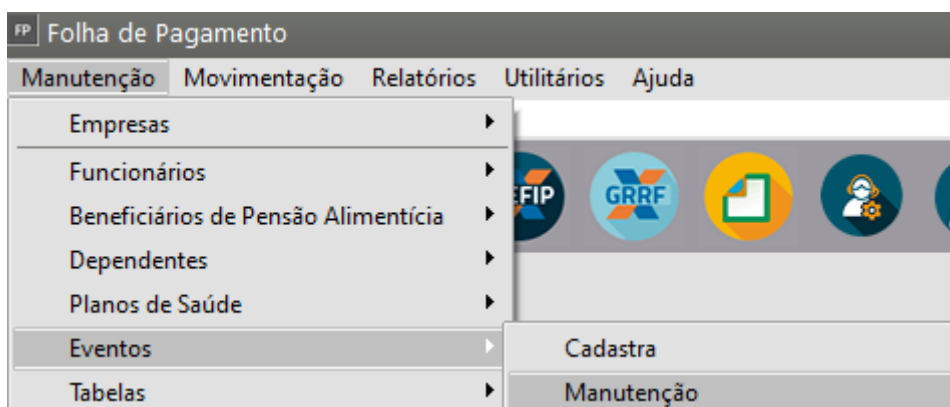 FP Folha de Pagamento
Manutenção Movimentação Relatórios Utilitários Ajuda
Empresas
Funcionários
Beneficiários de Pensão Alimentícia
Dependentes
Planos de Saúde
Eventos
Tabelas
EFIP
GRRF
Cadastra
Manutenção